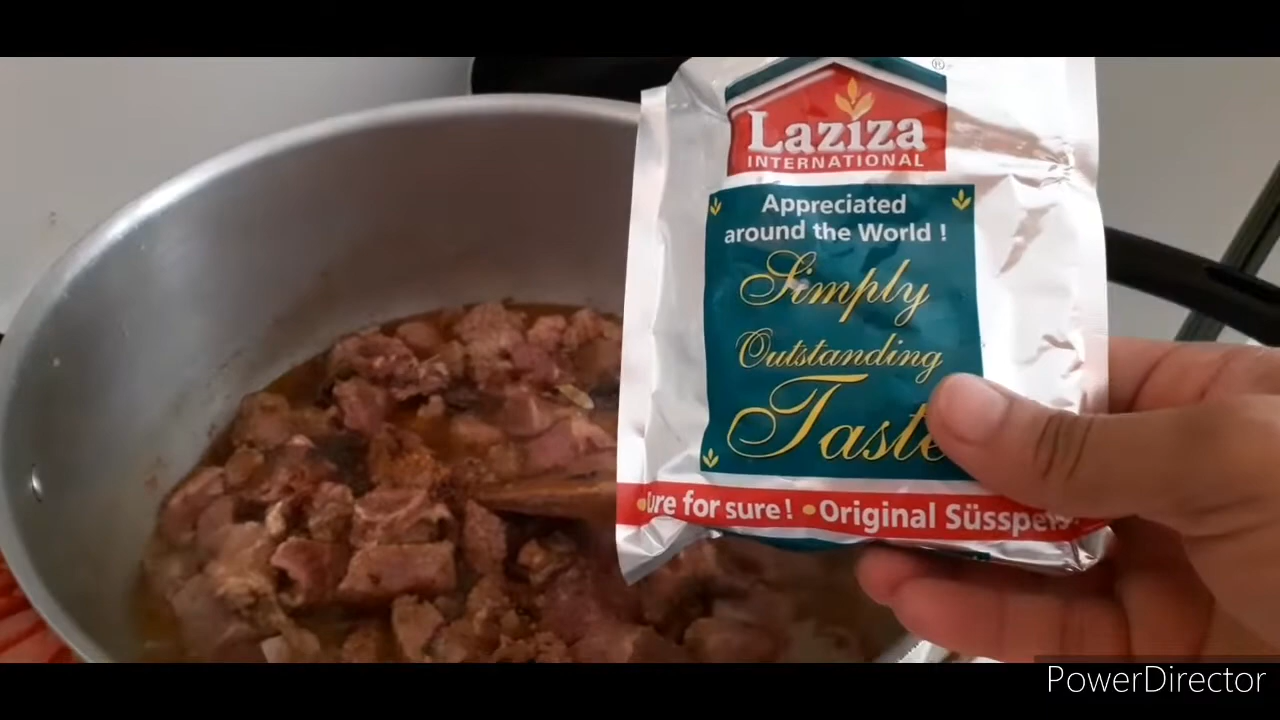 ®
Laziza
INTERNATIONAL
Appreciated
around the World !
Simply
Outstanding
Taste
ure for sure! • Original Süsspeis
PowerDirector